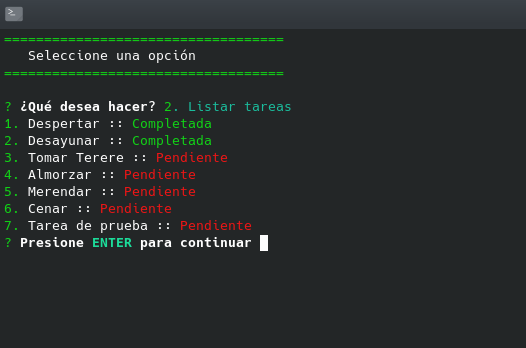 ===================================
Seleccione una opción
===================================
? ¿Qué desea hacer? 2. Listar tareas
1. Despertar :: Completada
2. Desayunar :: Completada
3. Tomar Terere :: Pendiente
4. Almorzar :: Pendiente
5. Merendar :: Pendiente
6. Cenar :: Pendiente
7. Tarea de prueba :: Pendiente
? Presione ENTER para continuar